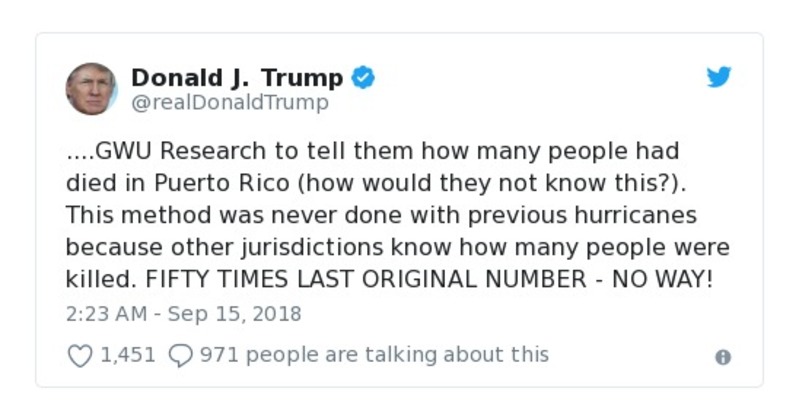 Donald J. Trump
@realDonaldTrump
....GWU Research to tell them how many people had
died in Puerto Rico (how would they not know this?).
This method was never done with previous hurricanes
because other jurisdictions know how many people were
killed. FIFTY TIMES LAST ORIGINAL NUMBER - NO WAY!
2:23 AM - Sep 15, 2018
1,451 971 people are talking about this